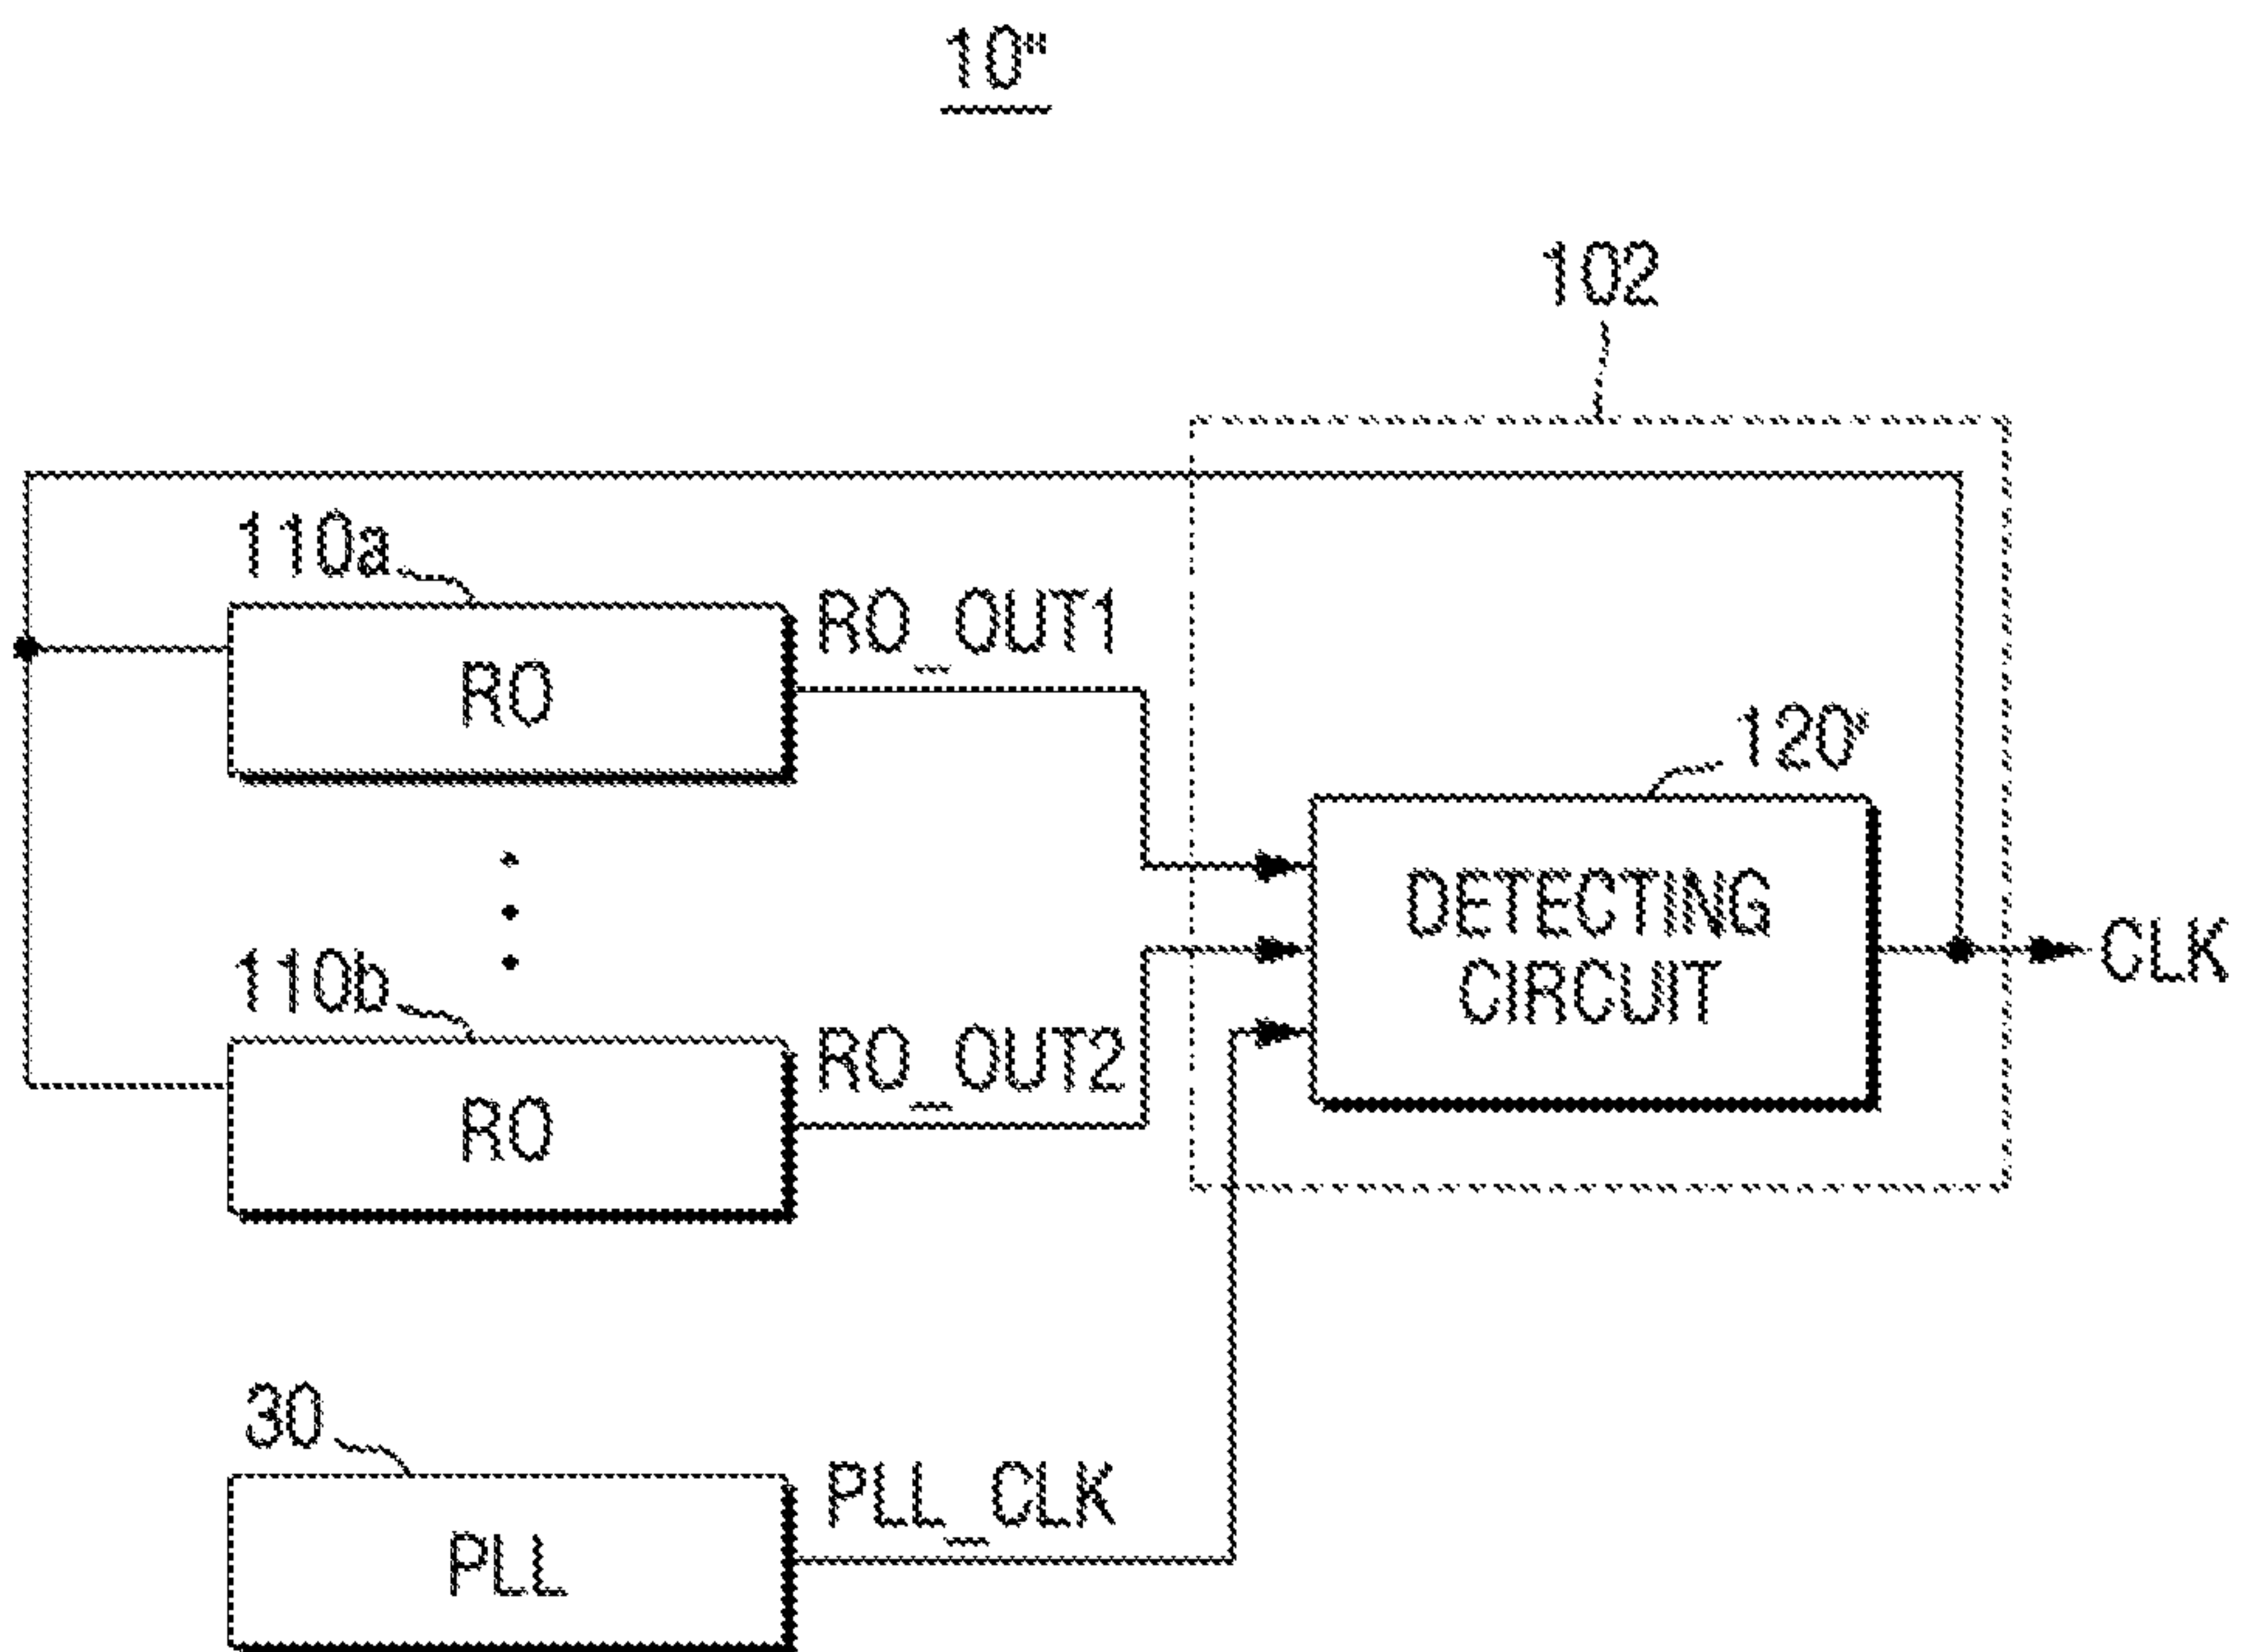 10"
102
110a
RO_OUT1
RO
120'
DETECTING
CIRCUIT
CLK
110b
RO_OUT2
RO
30
PLL_CLK
PLL